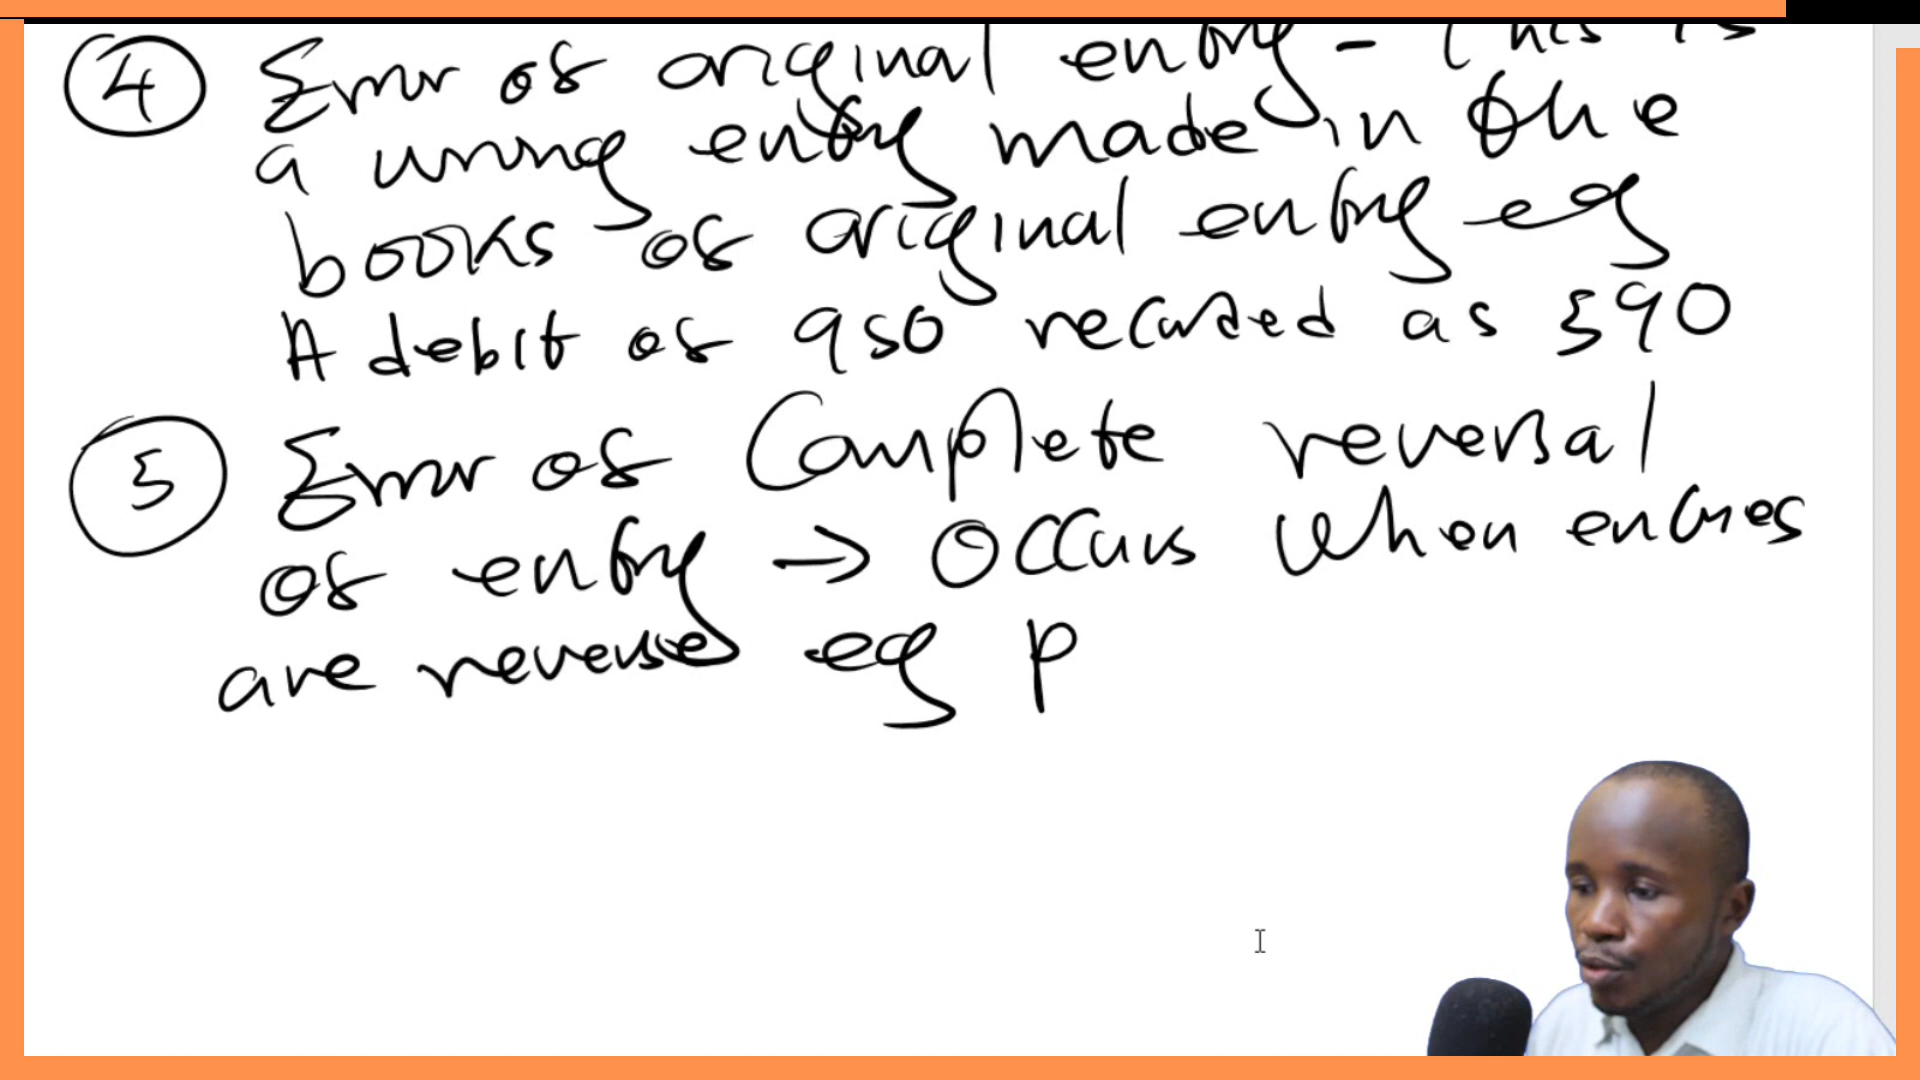 4 Error of original entry - This is
a wrong entry made in the
books of original entry eg
A debit of 950 recorded as 590
5 Error of Complete reversal
of entry → Occurs when entries
are reversed eg p